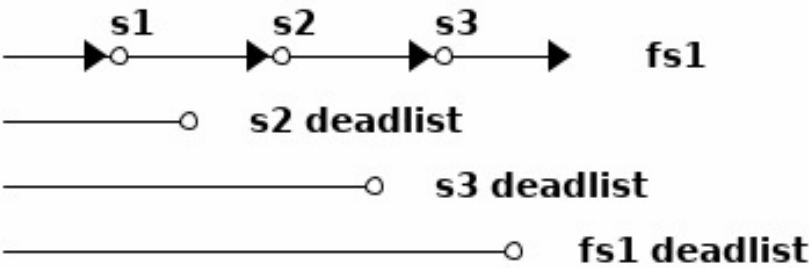 s1 s2 s3
fs1
s2 deadlist
s3 deadlist
fs1 deadlist